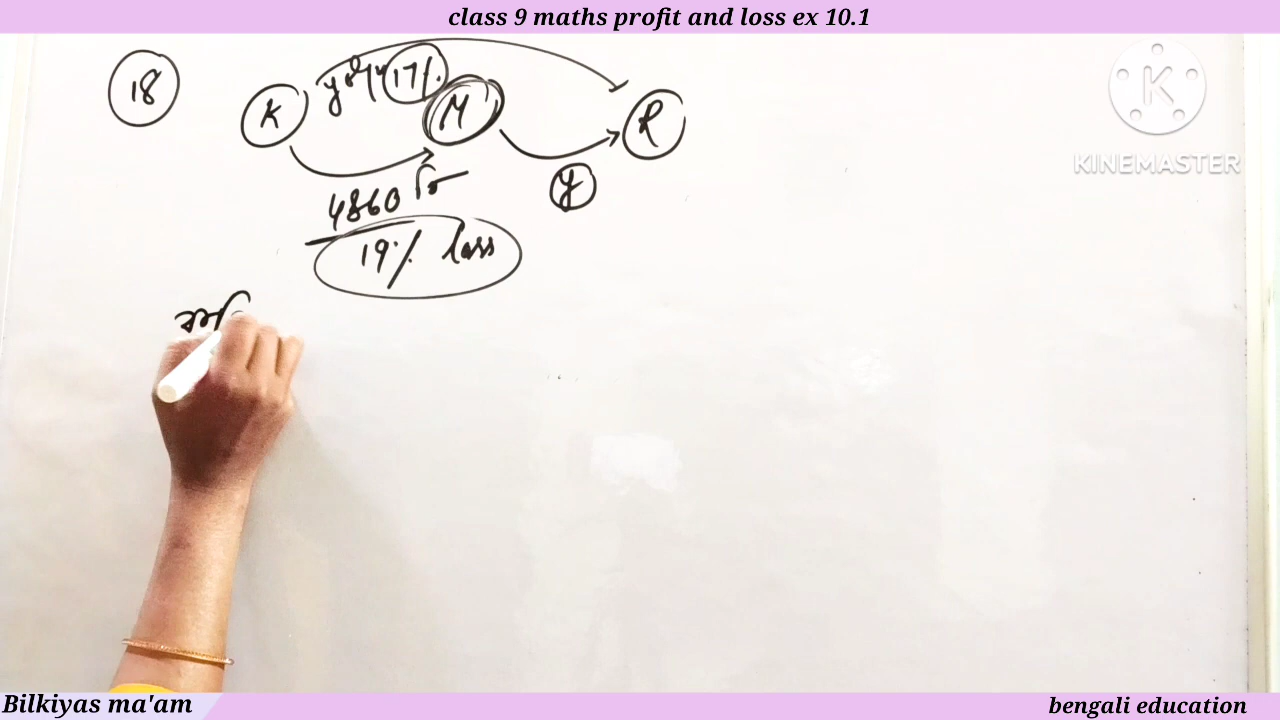 class 9 maths profit and loss ex 10.1
18
17%
K
M
R
KINEMASTER
y
4860 টা
19% loss
Bilkiyas ma'am
bengali education